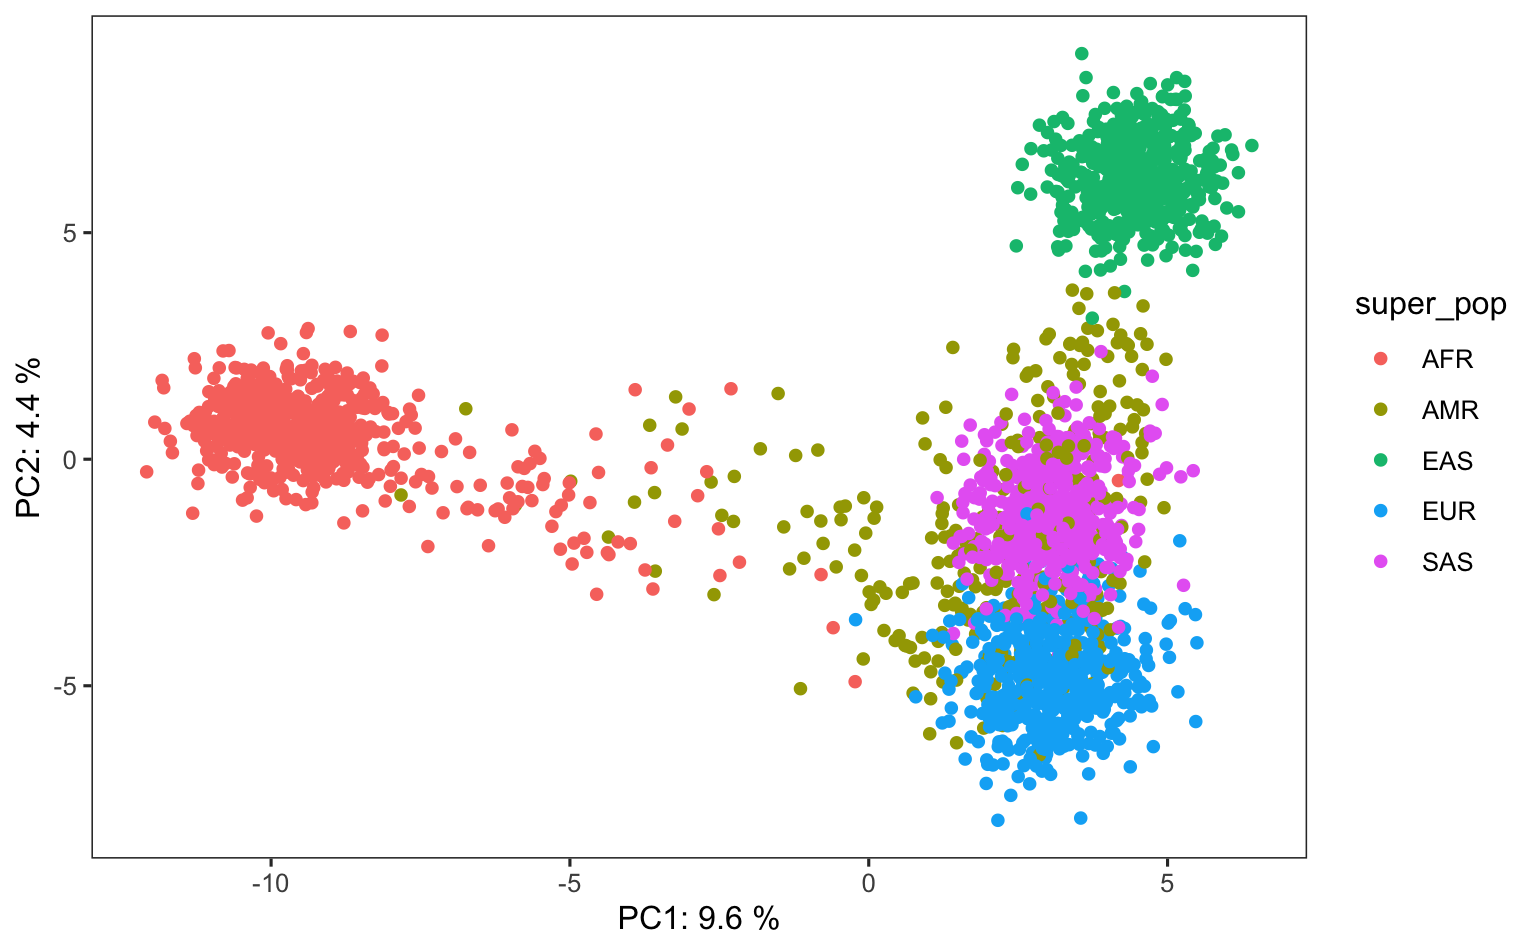 5
0
-5
PC2: 4.4 %
-10
-5
0
5
PC1: 9.6 %
super_pop
AFR
AMR
EAS
EUR
SAS